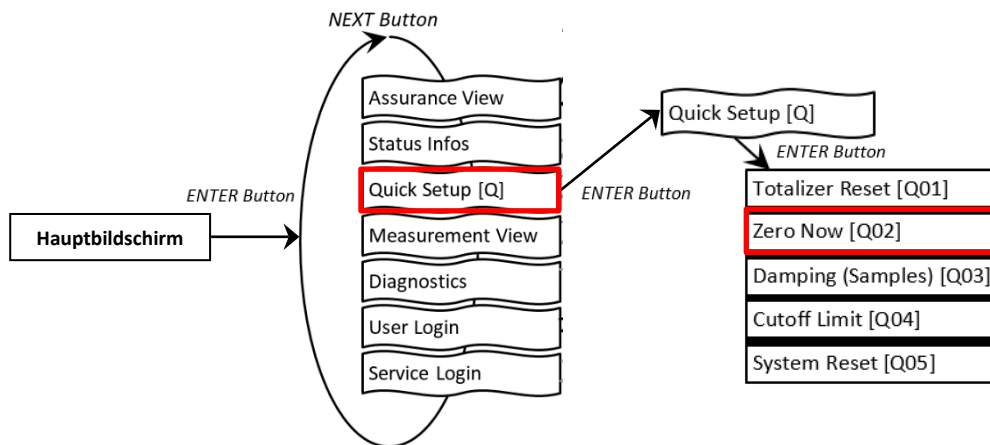 NEXT Button
Assurance View
Status Infos
Quick Setup [Q]
Measurement View
Diagnostics
User Login
Service Login
ENTER Button
Hauptbildschirm
ENTER Button
Quick Setup [Q]
ENTER Button
Totalizer Reset [Q01]
Zero Now [Q02]
Damping (Samples) [Q03]
Cutoff Limit [Q04]
System Reset [Q05]